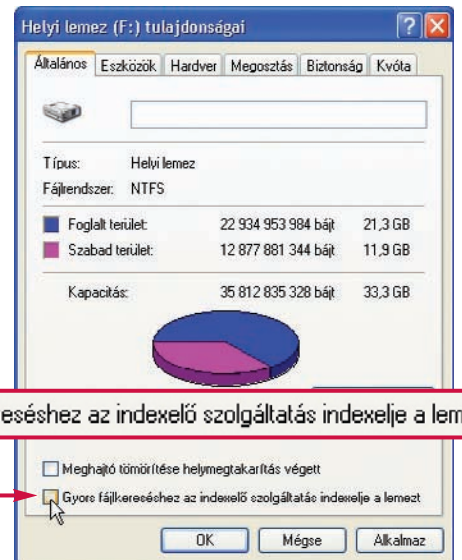 Helyi lemez (F:) tulajdonságai
Általános Eszközök Hardver Megosztás Biztonság Kvóta
Típus: Helyi lemez
Fájlrendszer: NTFS
Foglalt terület: 22 934 953 984 bájt 21,3 GB
Szabad terület: 12 877 881 344 bájt 11,9 GB
Kapacitás: 35 812 835 328 bájt 33,3 GB
eséshez az indexelő szolgáltatás indexelje a lem
Meghajtó tömörítése helymegtakarítás végett
Gyors fájlkereséshez az indexelő szolgáltatás indexelje a lemezt
OK Mégse Alkalmaz